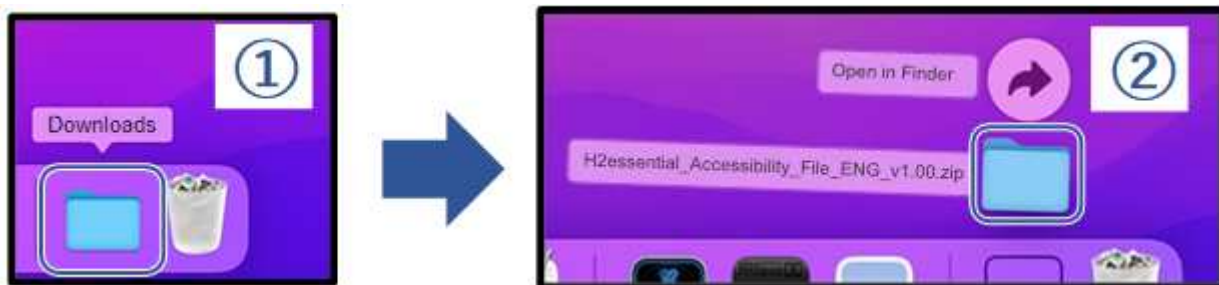 ①
Downloads
②
Open in Finder
H2essential_Accessibility_File_ENG_v1.00.zip